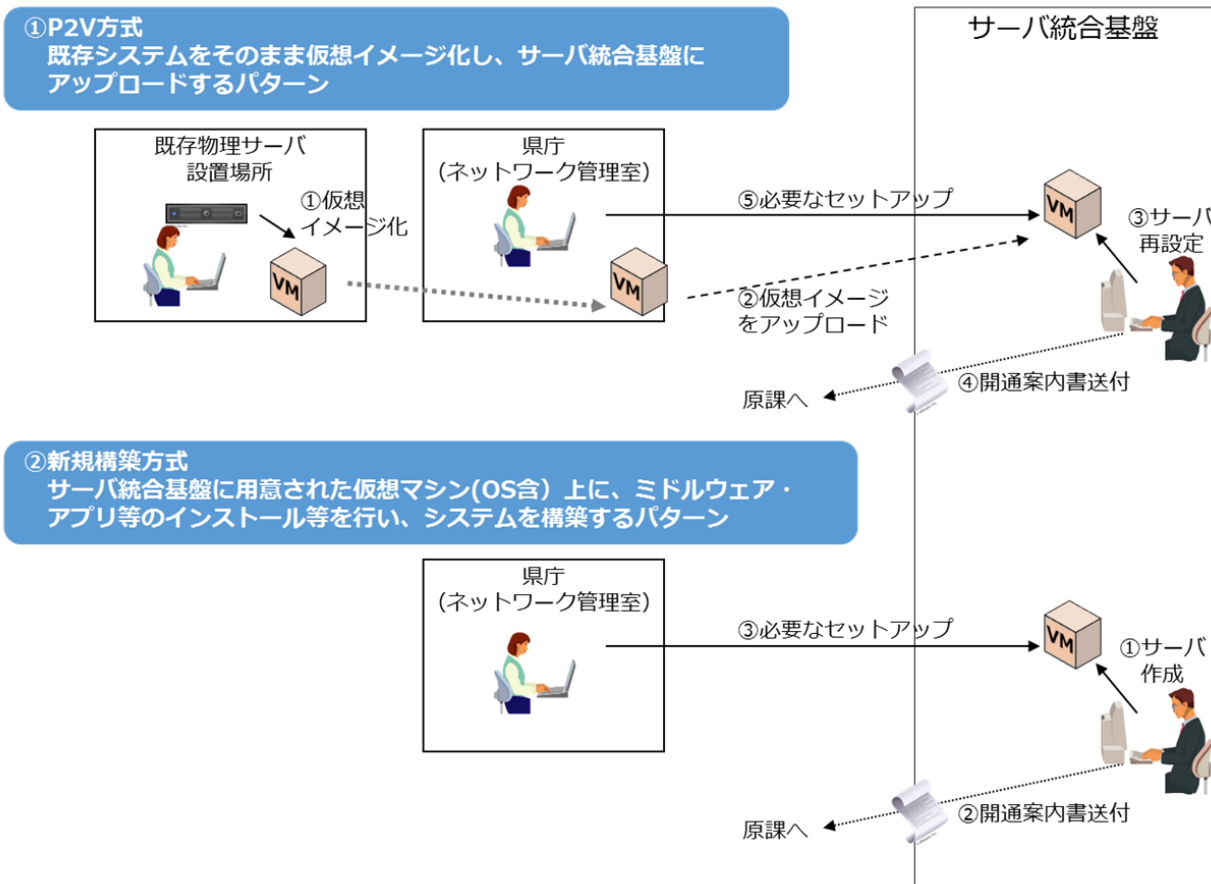 ①P2V方式
既存システムをそのまま仮想イメージ化し、サーバ統合基盤に
アップロードするパターン
サーバ統合基盤
既存物理サーバ
設置場所
①仮想
イメージ化
VM
県庁
（ネットワーク管理室）
VM
⑤必要なセットアップ
②仮想イメージ
をアップロード
VM
③サーバ
再設定
④開通案内書送付
原課へ
②新規構築方式
サーバ統合基盤に用意された仮想マシン(OS含）上に、ミドルウェア・
アプリ等のインストール等を行い、システムを構築するパターン
県庁
（ネットワーク管理室）
③必要なセットアップ
VM
①サーバ
作成
②開通案内書送付
原課へ